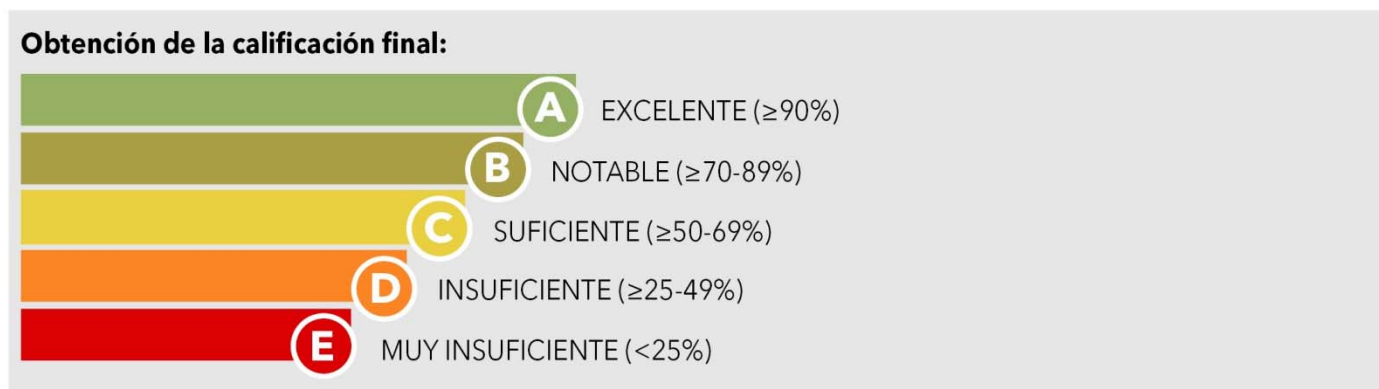 Obtención de la calificación final:
A EXCELENTE (≥90%)
B NOTABLE (≥70-89%)
C SUFICIENTE (≥50-69%)
D INSUFICIENTE (≥25-49%)
E MUY INSUFICIENTE (<25%)